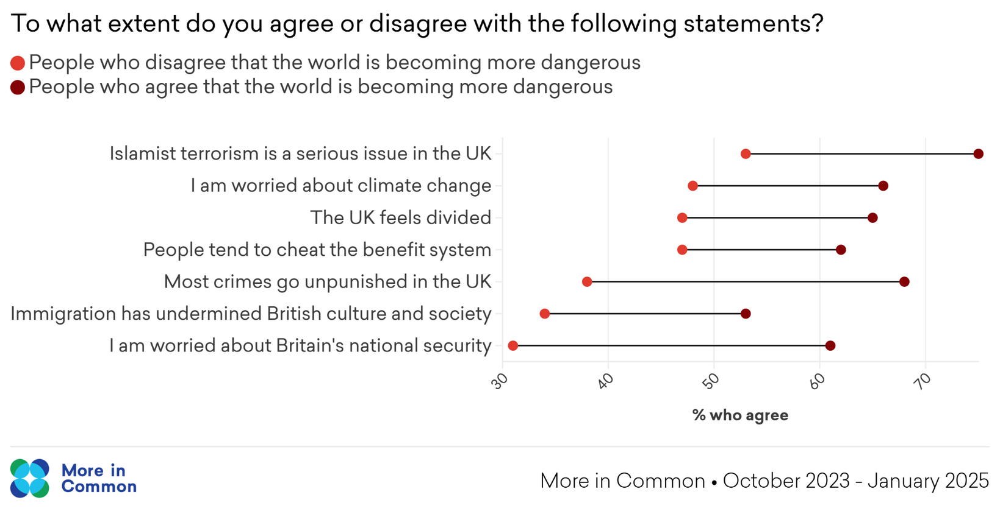 To what extent do you agree or disagree with the following statements?
People who disagree that the world is becoming more dangerous
People who agree that the world is becoming more dangerous
Islamist terrorism is a serious issue in the UK
I am worried about climate change
The UK feels divided
People tend to cheat the benefit system
Most crimes go unpunished in the UK
Immigration has undermined British culture and society
I am worried about Britain's national security
30 40 50 60 70
% who agree
More in
Common
More in Common • October 2023 - January 2025